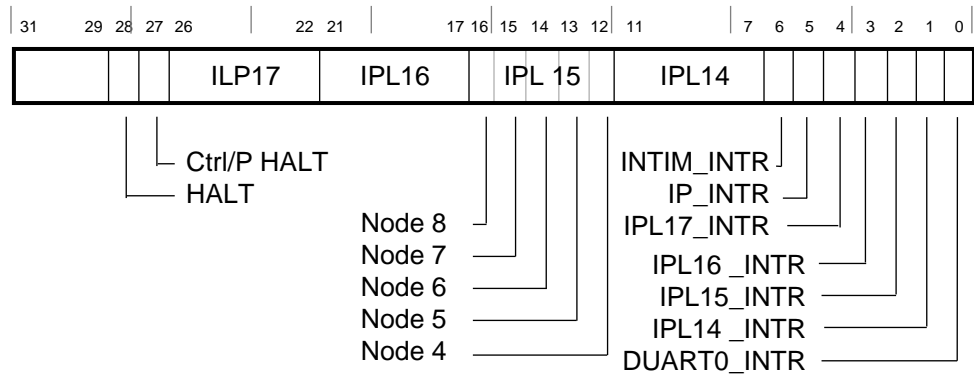 31 29 28 27 26 22 21 17 16 15 14 13 12 11 7 6 5 4 3 2 1 0
ILP17 IPL16 IPL 15 IPL14
Ctrl/P HALT INTIM_INTR
HALT IP_INTR
Node 8 IPL17_INTR
Node 7 IPL16 _INTR
Node 6 IPL15_INTR
Node 5 IPL14 _INTR
Node 4 DUART0_INTR